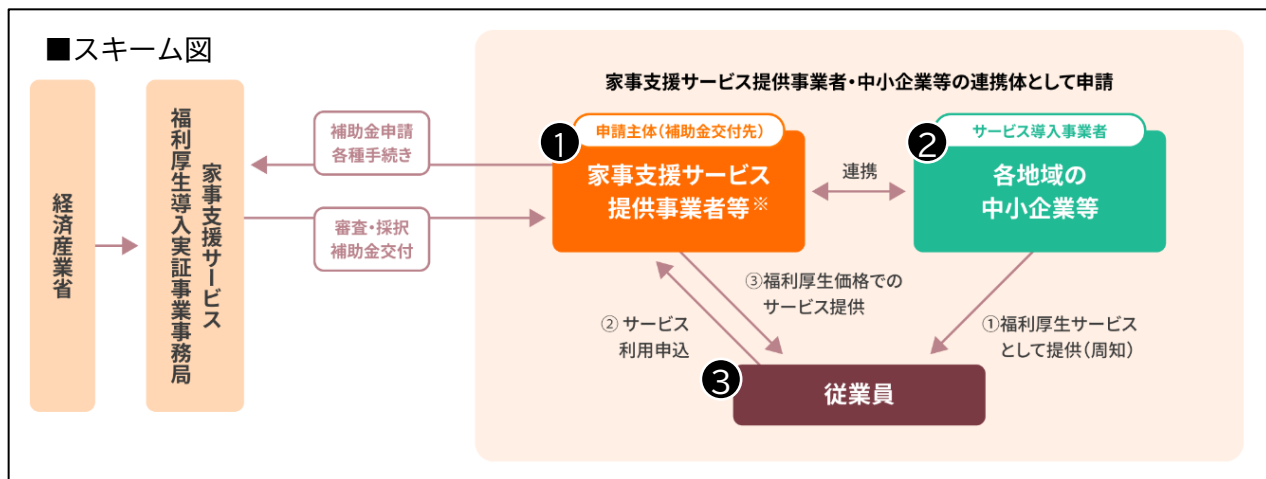 ■スキーム図
経済産業省
家事支援サービス
福利厚生導入実証事業事務局
補助金申請
各種手続き
審査・採択
補助金交付
家事支援サービス提供事業者・中小企業等の連携体として申請
❶
申請主体(補助金交付先)
家事支援サービス
提供事業者等※
連携
❷
サービス導入事業者
各地域の
中小企業等
③福利厚生価格での
サービス提供
② サービス
利用申込
①福利厚生サービス
として提供(周知)
❸
従業員